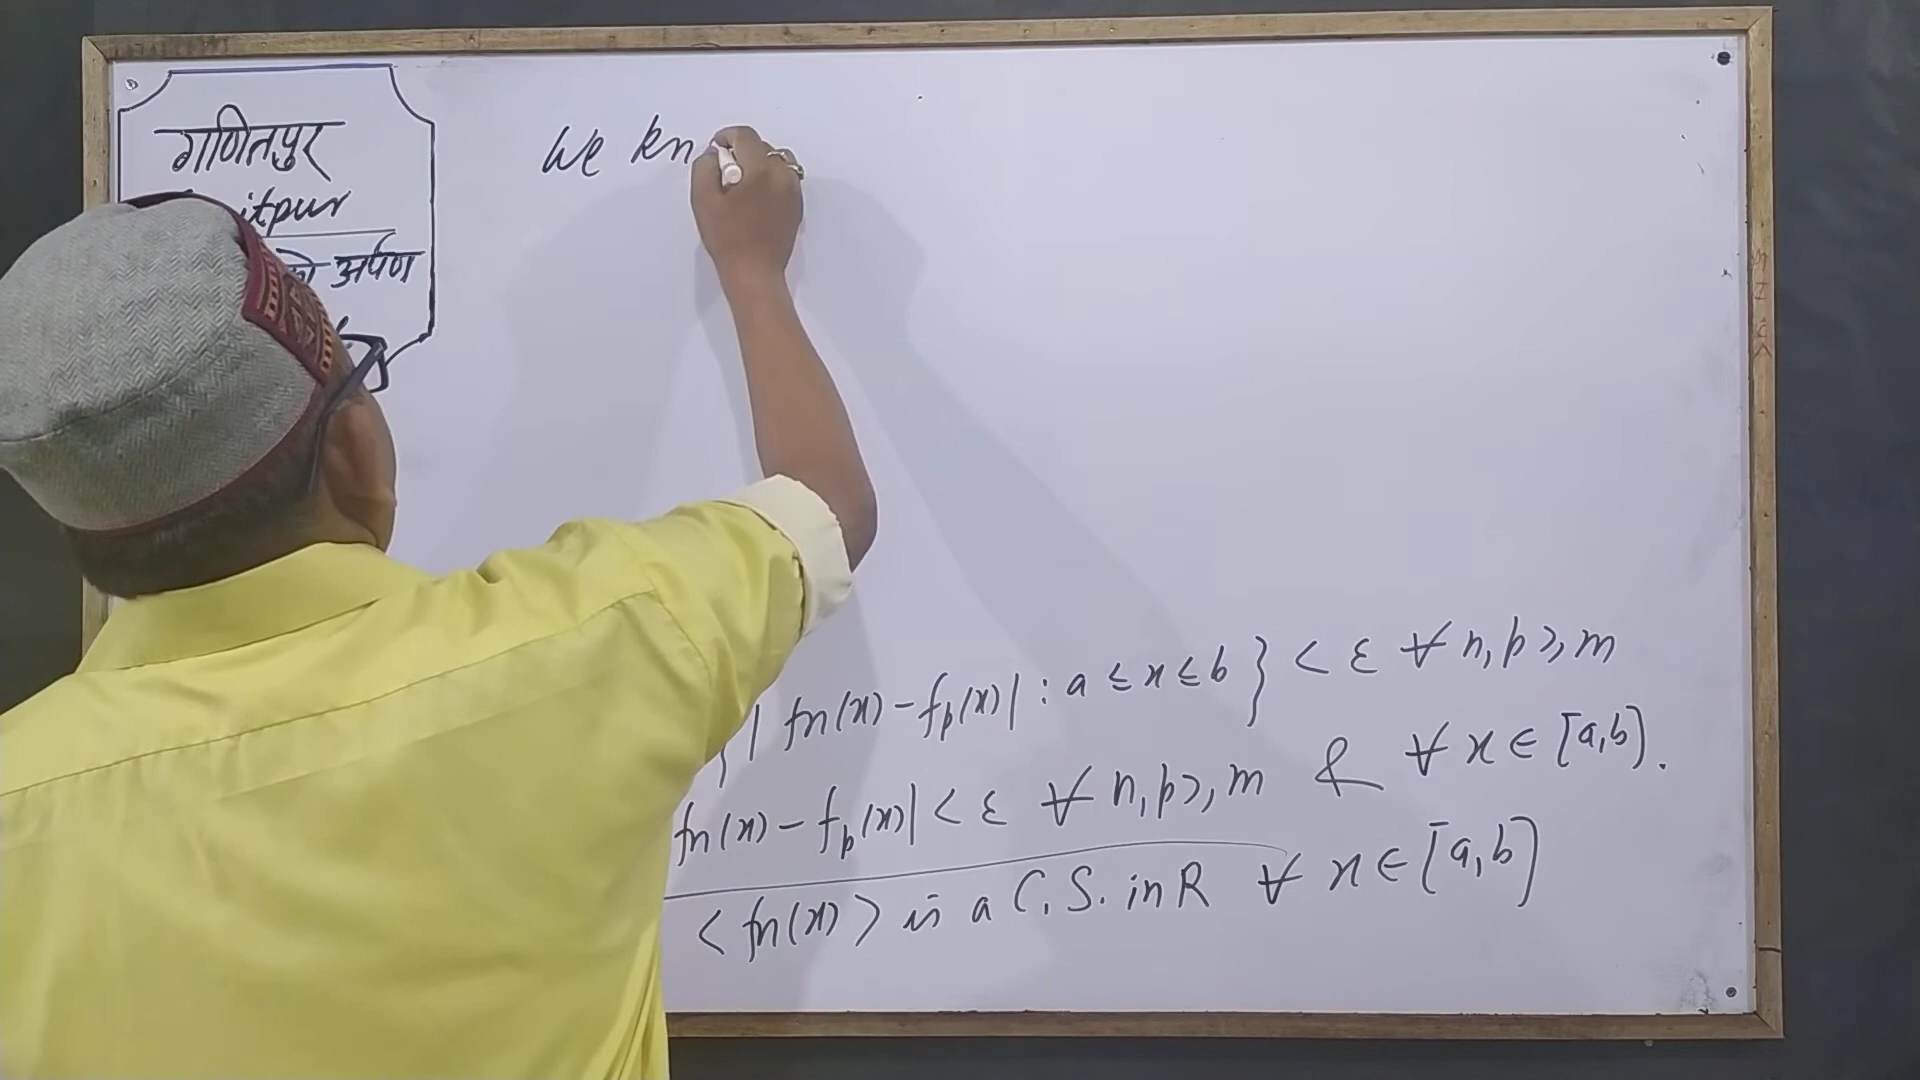 गणितपुर
itpur
को अर्पण
We kn
| fn(x) - fp(x)| : a ≤ x ≤ b } < ε ∀ n, p ≥, m
fn(x) - fp(x)| < ε ∀ n, p ≥, m & ∀ x ∈ [a,b].
< fn(x) > is a C.S. in R ∀ x ∈ [a,b]